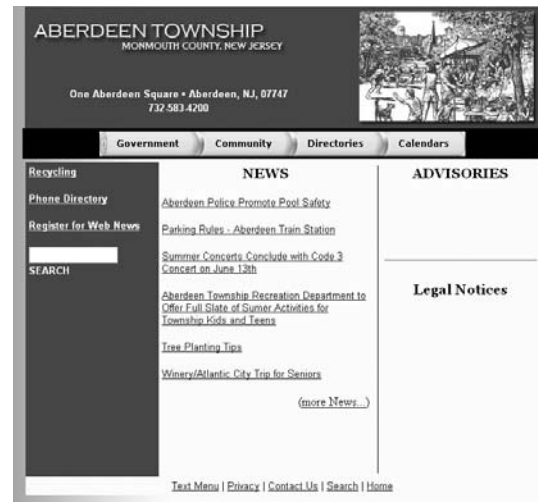 ABERDEEN TOWNSHIP
MONMOUTH COUNTY, NEW JERSEY
One Aberdeen Square • Aberdeen, NJ, 07747
732-583-4200
Government Community Directories Calendars
Recycling
Phone Directory
Register for Web News
SEARCH
NEWS
Aberdeen Police Promote Pool Safety
Parking Rules - Aberdeen Train Station
Summer Concerts Conclude with Code 3
Concert on June 13th
Aberdeen Township Recreation Department to
Offer Full Slate of Sumer Activities for
Township Kids and Teens
Tree Planting Tips
Winery/Atlantic City Trip for Seniors
(more News...)
ADVISORIES
Legal Notices
Text Menu | Privacy | Contact Us | Search | Home